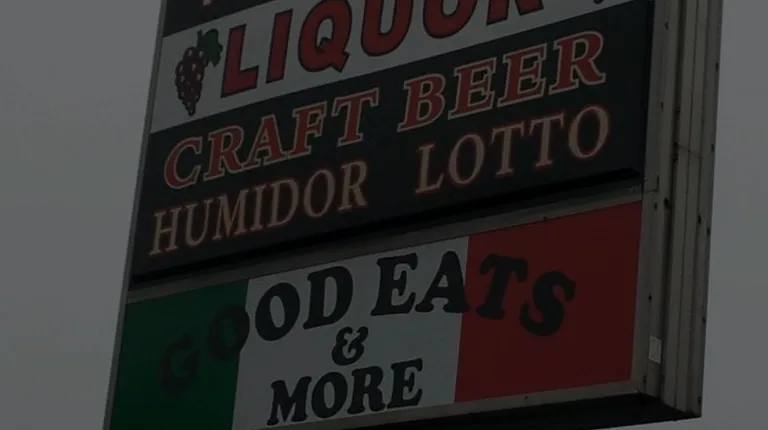 LIQUOR
CRAFT BEER
HUMIDOR LOTTO
GOOD EATS
&
MORE